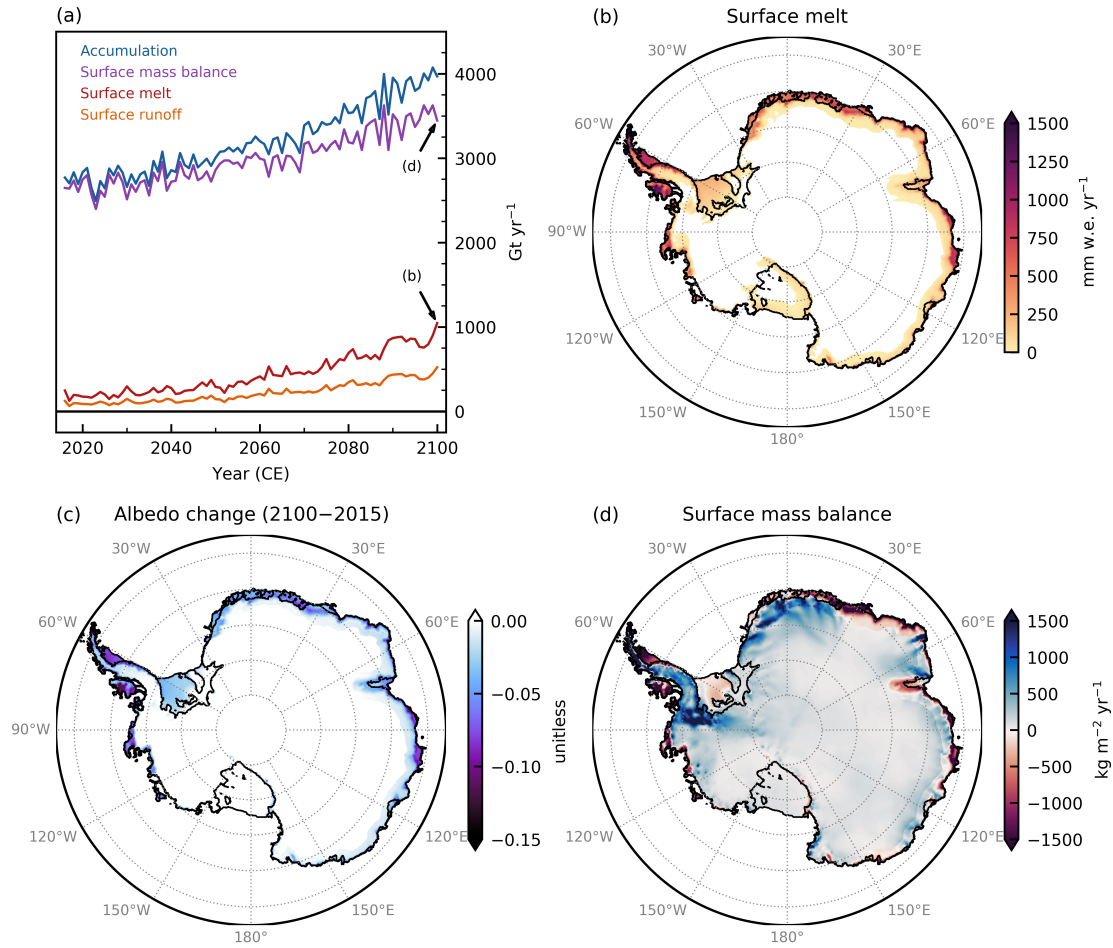 (a)
Accumulation
Surface mass balance
Surface melt
Surface runoff
(d)
(b)
4000
3000
2000
1000
0
Gt yr⁻¹
2020 2040 2060 2080 2100
Year (CE)
(b) Surface melt
30°W 30°E
60°W 60°E
90°W
120°W 120°E
150°W 150°E
180°
1500
1250
1000
750
500
250
0
mm w.e. yr⁻¹
(c) Albedo change (2100−2015)
30°W 30°E
60°W 60°E
90°W
120°W 120°E
150°W 150°E
180°
0.00
−0.05
−0.10
−0.15
unitless
(d) Surface mass balance
30°W 30°E
60°W 60°E
90°W
120°W 120°E
150°W 150°E
180°
1500
1000
500
0
−500
−1000
−1500
kg m⁻² yr⁻¹